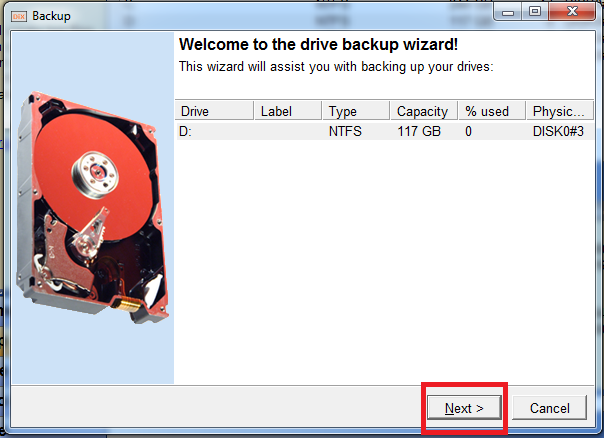 DIX Backup
Welcome to the drive backup wizard!
This wizard will assist you with backing up your drives:
Drive Label Type Capacity % used Physic...
D: NTFS 117 GB 0 DISK0#3
Next > Cancel